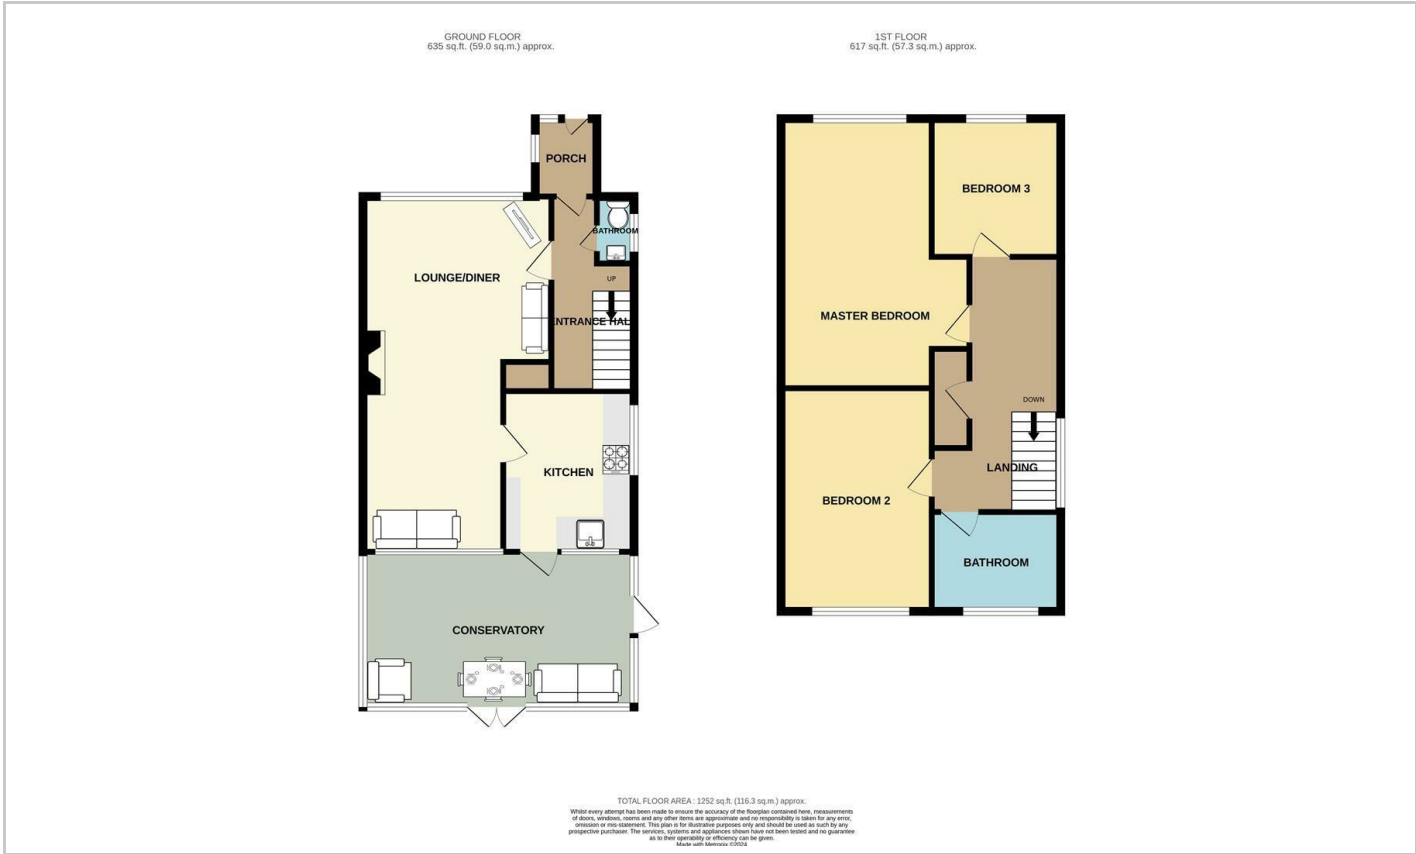 GROUND FLOOR
635 sq.ft. (59.0 sq.m.) approx.
1ST FLOOR
617 sq.ft. (57.3 sq.m.) approx.
PORCH
BATHROOM
LOUNGE/DINER
UP
ENTRANCE HALL
KITCHEN
CONSERVATORY
BEDROOM 3
MASTER BEDROOM
DOWN
LANDING
BEDROOM 2
BATHROOM
TOTAL FLOOR AREA : 1252 sq.ft. (116.3 sq.m.) approx.
Whilst every attempt has been made to ensure the accuracy of the floorplan contained here, measurements
of doors, windows, rooms and any other items are approximate and no responsibility is taken for any error,
omission or mis-statement. This plan is for illustrative purposes only and should be used as such by any
prospective purchaser. The services, systems and appliances shown have not been tested and no guarantee
as to their operability or efficiency can be given.
Made with Metropix ©2024